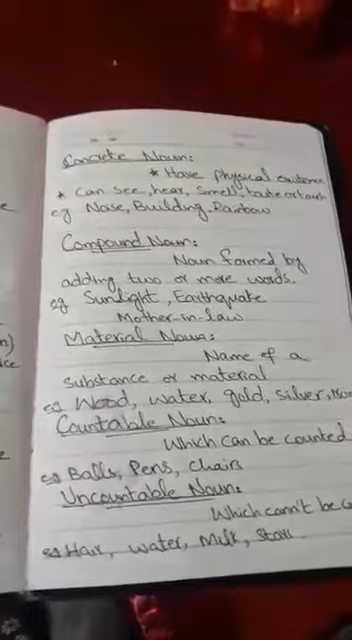 Concrete Noun:
* Have Physical existence
* Can see, hear, smell, taste or touch
eg Nose, Building, Rainbow
Compound Noun:
Noun formed by
adding two or more words.
eg Sunlight, Earthquake
Mother-in-law
Material Noun:
Name of a
substance or material
eg Wood, water, gold, silver,
Countable Noun:
Which can be counted
eg Balls, Pens, chairs
Uncountable Noun:
Which cann't be
eg Hair, water, Milk,